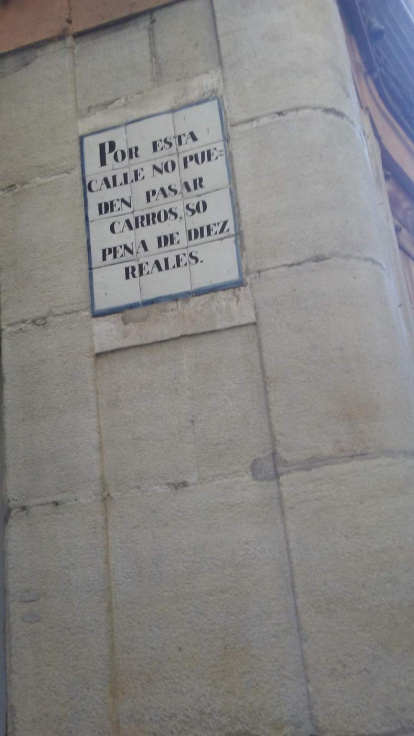 POR ESTA
CALLE NO PUE=
DEN PASAR
CARROS, SO
PENA DE DIEZ
REALES.